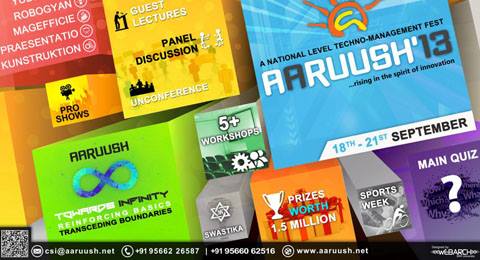 ROBOGYAN
MAGEFFICIE
PRAESENTATIO
KUNSTRUKTION
GUEST
LECTURES
PANEL
DISCUSSION
UNCONFERENCE
A NATIONAL LEVEL TECHNO-MANAGEMENT FEST
AARUUSH'13
...rising in the spirit of innovation
18TH - 21ST SEPTEMBER
PRO
SHOWS
5+
WORKSHOPS
AARUUSH
TOWARDS INFINITY
REINFORCING BASICS
TRANSCEDING BOUNDARIES
SWASTIKA
PRIZES
WORTH
1.5 MILLION
SPORTS
WEEK
MAIN QUIZ
?
csi@aaruush.net
+91 95662 26587 | +91 95660 62516
www.aaruush.net
WEBARCH